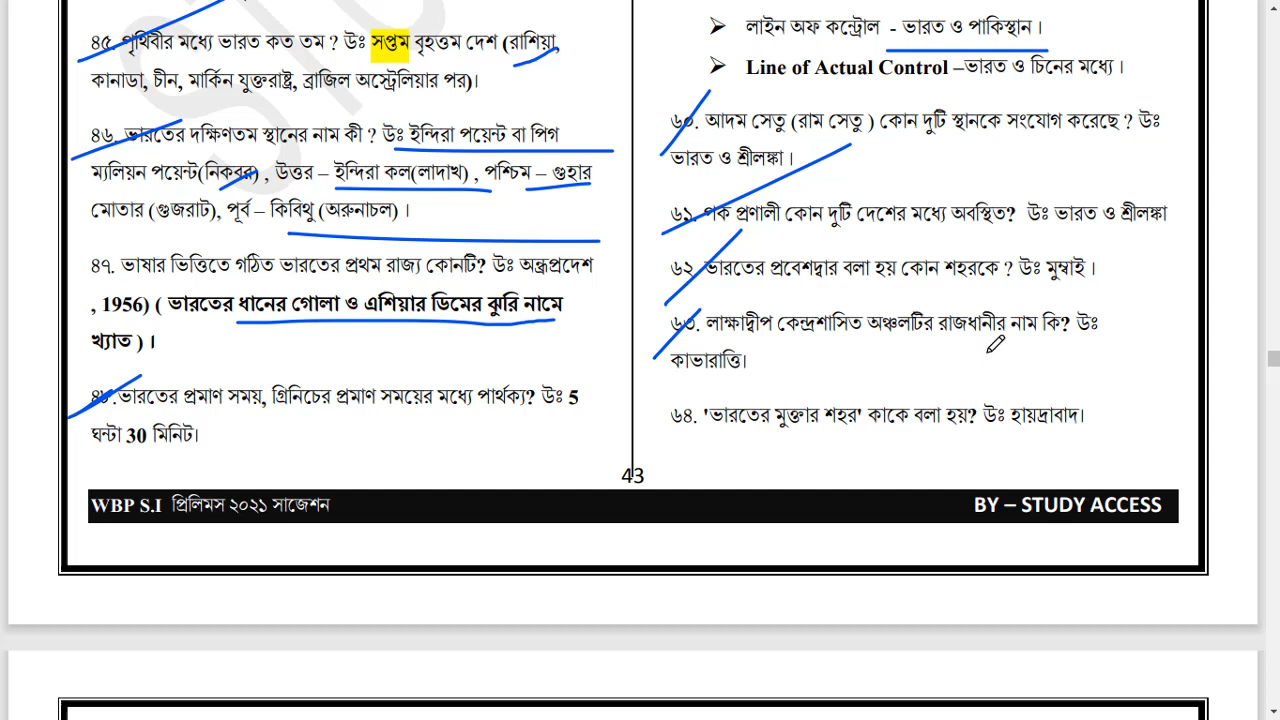 ৪৫. পৃথিবীর মধ্যে ভারত কত তম ? উঃ সপ্তম বৃহত্তম দেশ (রাশিয়া,
কানাডা, চীন, মার্কিন যুক্তরাষ্ট্র, ব্রাজিল অস্ট্রেলিয়ার পর)।
৪৬. ভারতের দক্ষিণতম স্থানের নাম কী ? উঃ ইন্দিরা পয়েন্ট বা পিগ
ম্যলিয়ন পয়েন্ট(নিকবর) , উত্তর – ইন্দিরা কল(লাদাখ) , পশ্চিম – গুহার
মোতার (গুজরাট), পূর্ব – কিবিথু (অরুনাচল) ।
৪৭. ভাষার ভিত্তিতে গঠিত ভারতের প্রথম রাজ্য কোনটি? উঃ অন্ধ্রপ্রদেশ
, 1956) ( ভারতের ধানের গোলা ও এশিয়ার ডিমের ঝুরি নামে
খ্যাত ) ।
৪৮.ভারতের প্রমাণ সময়, গ্রিনিচের প্রমাণ সময়ের মধ্যে পার্থক্য? উঃ 5
ঘন্টা 30 মিনিট।
লাইন অফ কন্ট্রোল - ভারত ও পাকিস্থান ।
Line of Actual Control –ভারত ও চিনের মধ্যে ।
৬০. আদম সেতু (রাম সেতু ) কোন দুটি স্থানকে সংযোগ করেছে ? উঃ
ভারত ও শ্রীলঙ্কা।
৬১. পক প্রণালী কোন দুটি দেশের মধ্যে অবস্থিত? উঃ ভারত ও শ্রীলঙ্কা
৬২. ভারতের প্রবেশদ্বার বলা হয় কোন শহরকে ? উঃ মুম্বাই।
৬৩. লাক্ষাদ্বীপ কেন্দ্রশাসিত অঞ্চলটির রাজধানীর নাম কি? উঃ
কাভারাত্তি।
৬৪. 'ভারতের মুক্তার শহর' কাকে বলা হয়? উঃ হায়দ্রাবাদ।
43
WBP S.I প্রিলিমস ২০২১ সাজেশন
BY – STUDY ACCESS